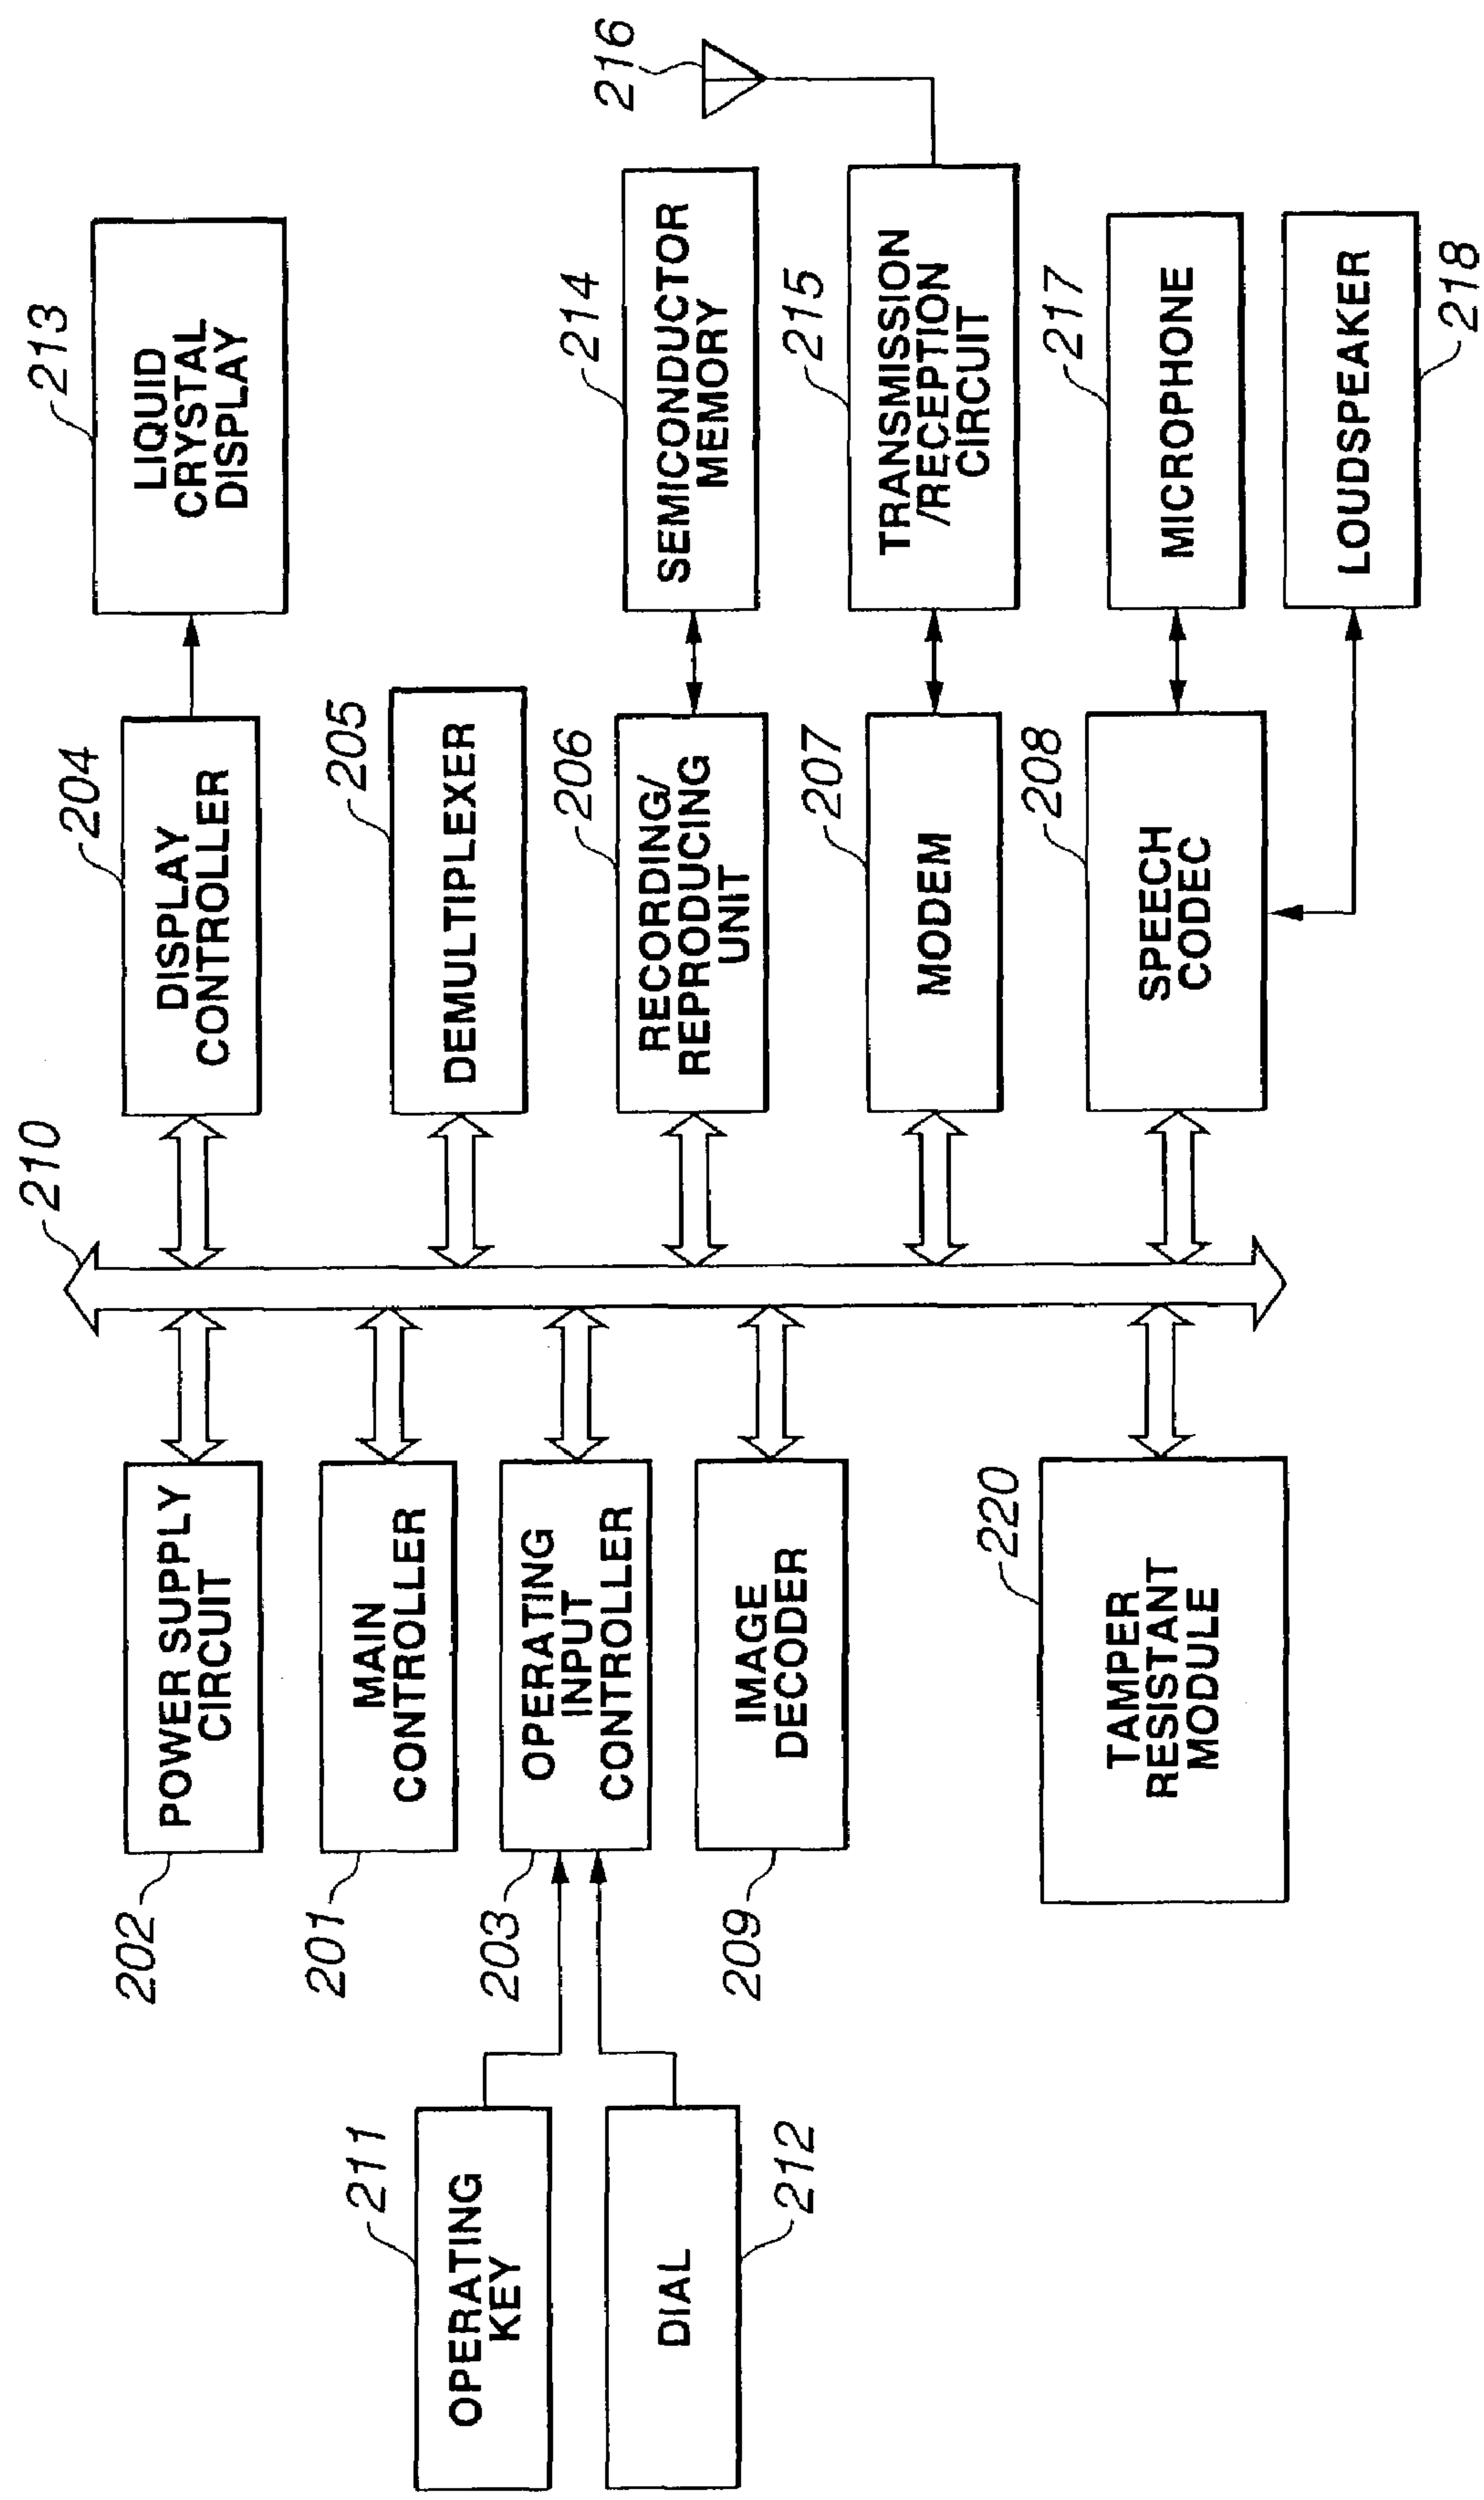 213
LIQUID
CRYSTAL
DISPLAY
216
214
SEMICONDUCTOR
MEMORY
215
TRANSMISSION
/RECEPTION
CIRCUIT
217
MICROPHONE
LOUDSPEAKER
218
204
DISPLAY
CONTROLLER
205
DEMULTIPLEXER
206
RECORDING/
REPRODUCING
UNIT
207
MODEM
208
SPEECH
CODEC
210
POWER SUPPLY
CIRCUIT
202
MAIN
CONTROLLER
201
OPERATING
INPUT
CONTROLLER
203
IMAGE
DECODER
209
220
TAMPER
RESISTANT
MODULE
211
OPERATING
KEY
DIAL
212